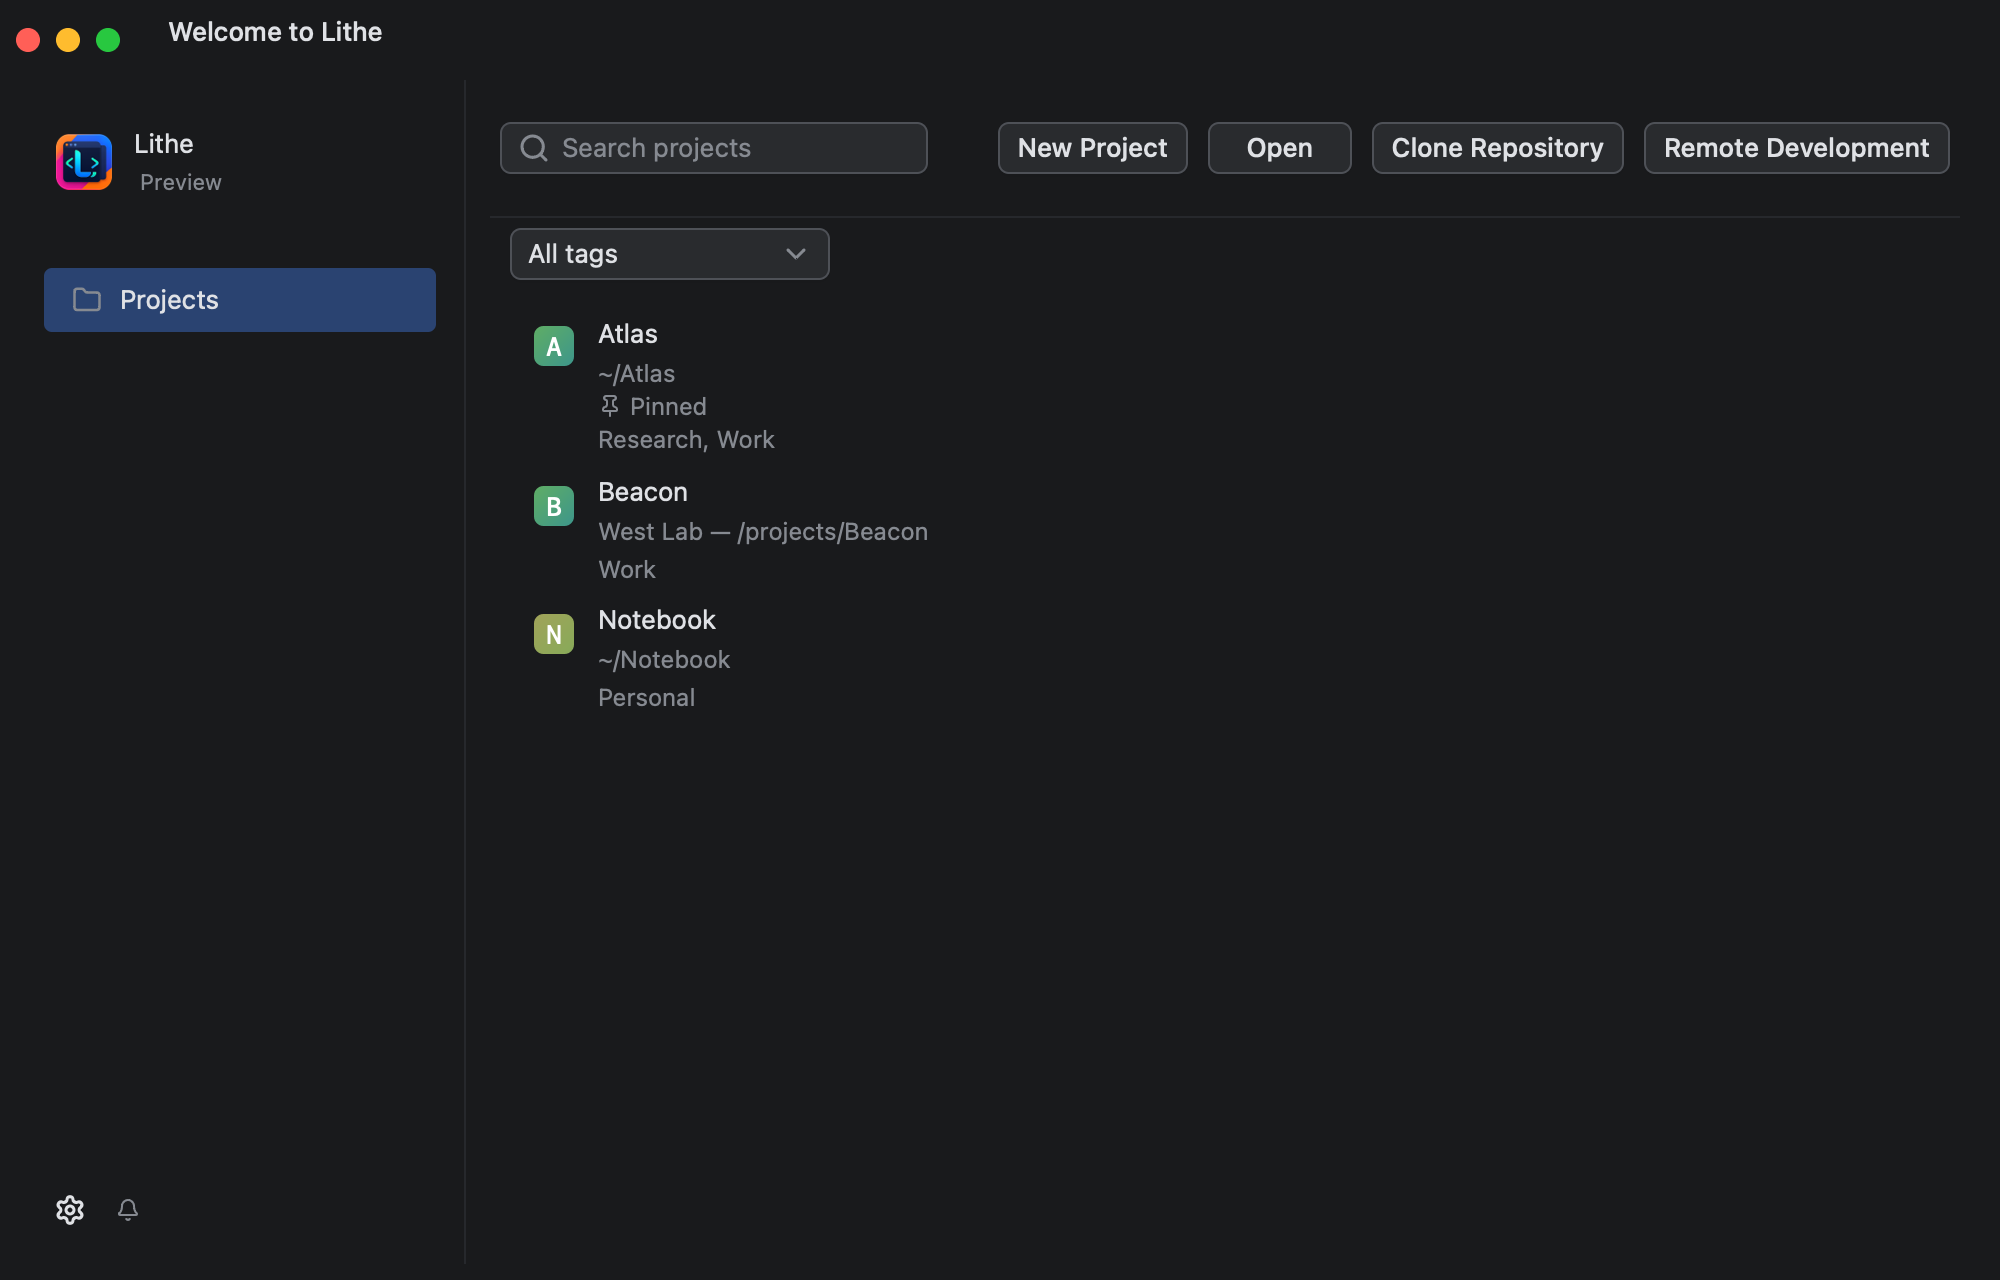 Welcome to Lithe
Lithe
Preview
Projects
Search projects
New Project
Open
Clone Repository
Remote Development
All tags
A
Atlas
~/Atlas
Pinned
Research, Work
B
Beacon
West Lab — /projects/Beacon
Work
N
Notebook
~/Notebook
Personal